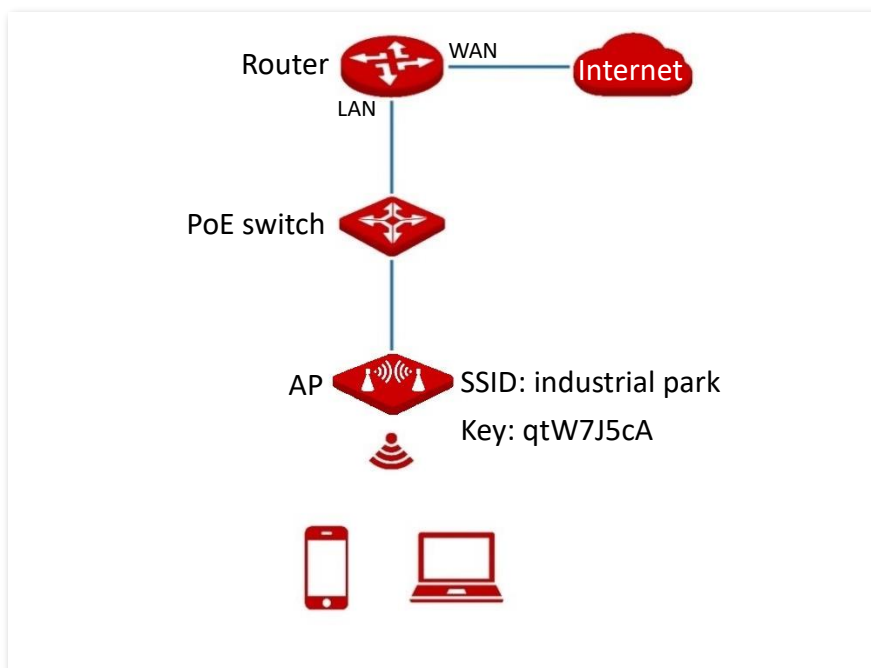 Router
WAN
Internet
LAN
PoE switch
AP
SSID: industrial park
Key: qtW7J5cA